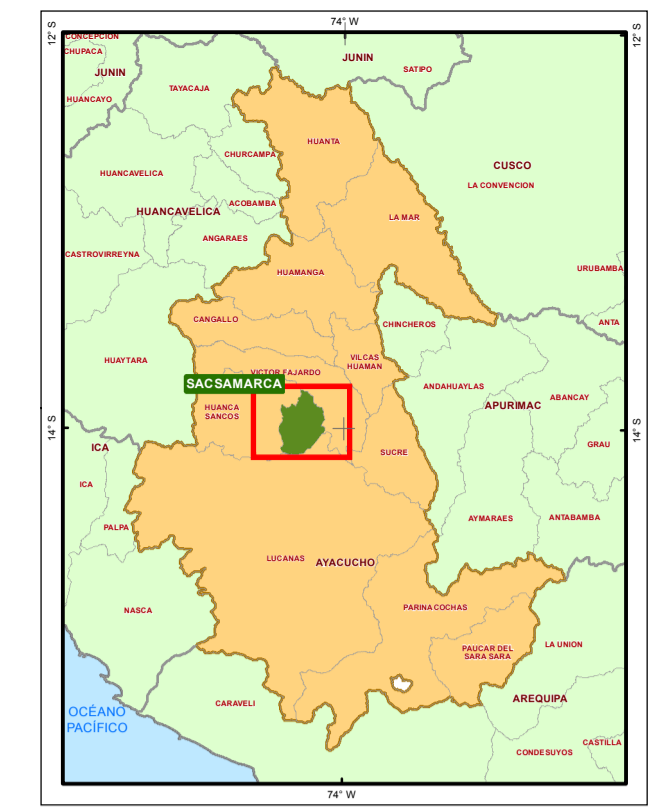 74° W
12° S
12° S
CONCEPCION
CHUPACA
JUNIN
JUNIN
SATIPO
HUANCAYO
TAYACAJA
HUANTA
CHURCAMPA
CUSCO
HUANCAVELICA
LA CONVENCION
ACOBAMBA
HUANCAVELICA
LA MAR
ANGARAES
CASTROVIRREYNA
URUBAMBA
HUAMANGA
CANGALLO
CHINCHEROS
ANTA
HUAYTARA
VILCAS
HUAMAN
VICTOR FAJARDO
SACSAMARCA
ANDAHUAYLAS
ABANCAY
HUANCA
SANCOS
APURIMAC
14° S
14° S
ICA
GRAU
SUCRE
ICA
AYMARAES
ANTABAMBA
PALPA
LUCANAS
AYACUCHO
NASCA
PARINACOCHAS
PAUCAR DEL
SARA SARA
LA UNION
CARAVELI
AREQUIPA
OCÉANO
PACÍFICO
CASTILLA
CONDESUYOS
74° W